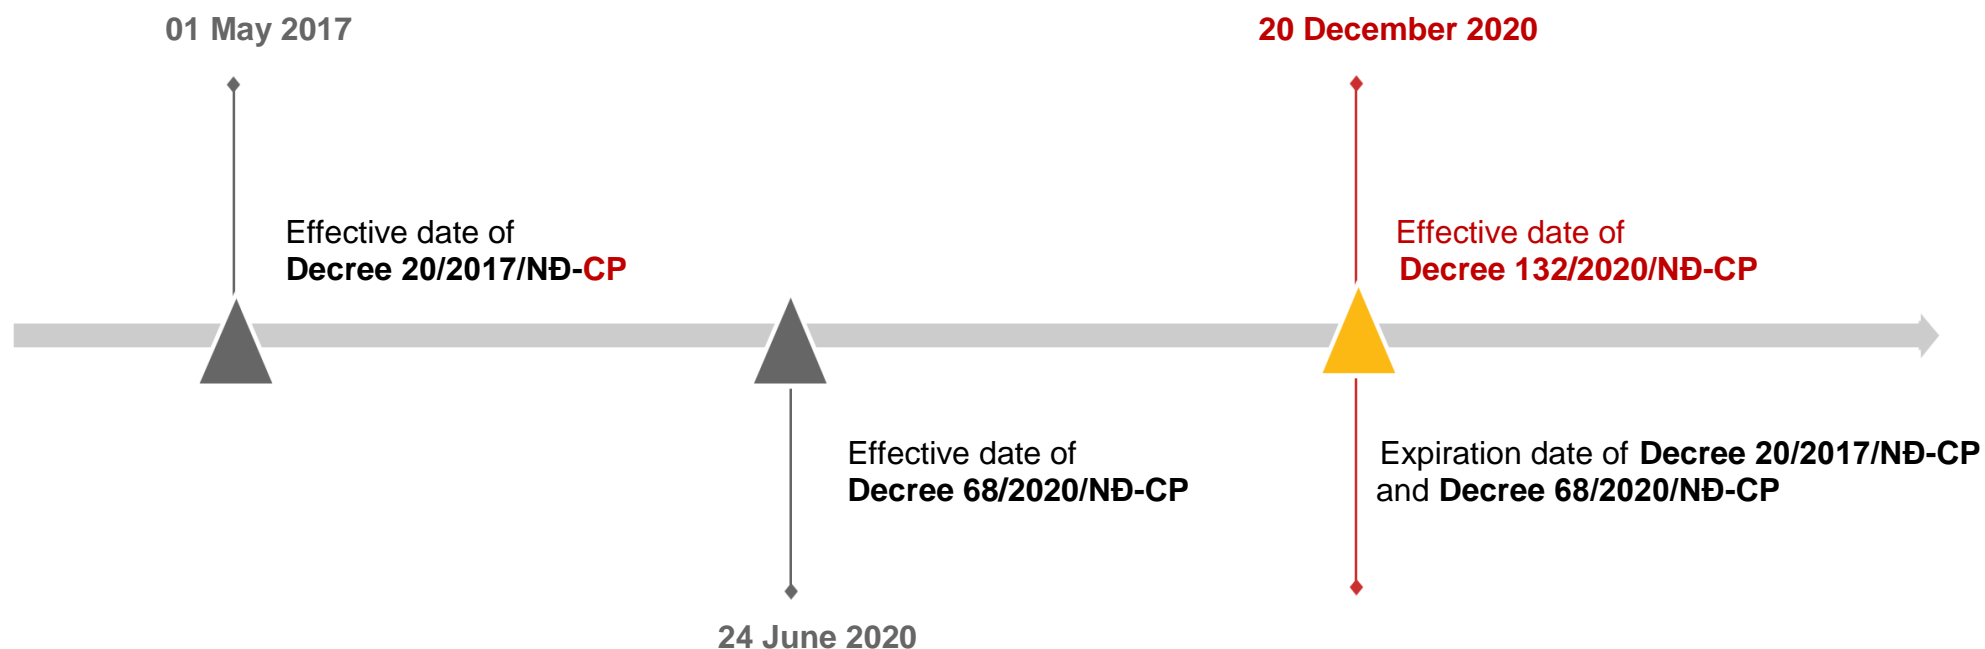 01 May 2017
20 December 2020
Effective date of
Decree 20/2017/NĐ-CP
Effective date of
Decree 132/2020/NĐ-CP
Effective date of
Decree 68/2020/NĐ-CP
Expiration date of Decree 20/2017/NĐ-CP
and Decree 68/2020/NĐ-CP
24 June 2020